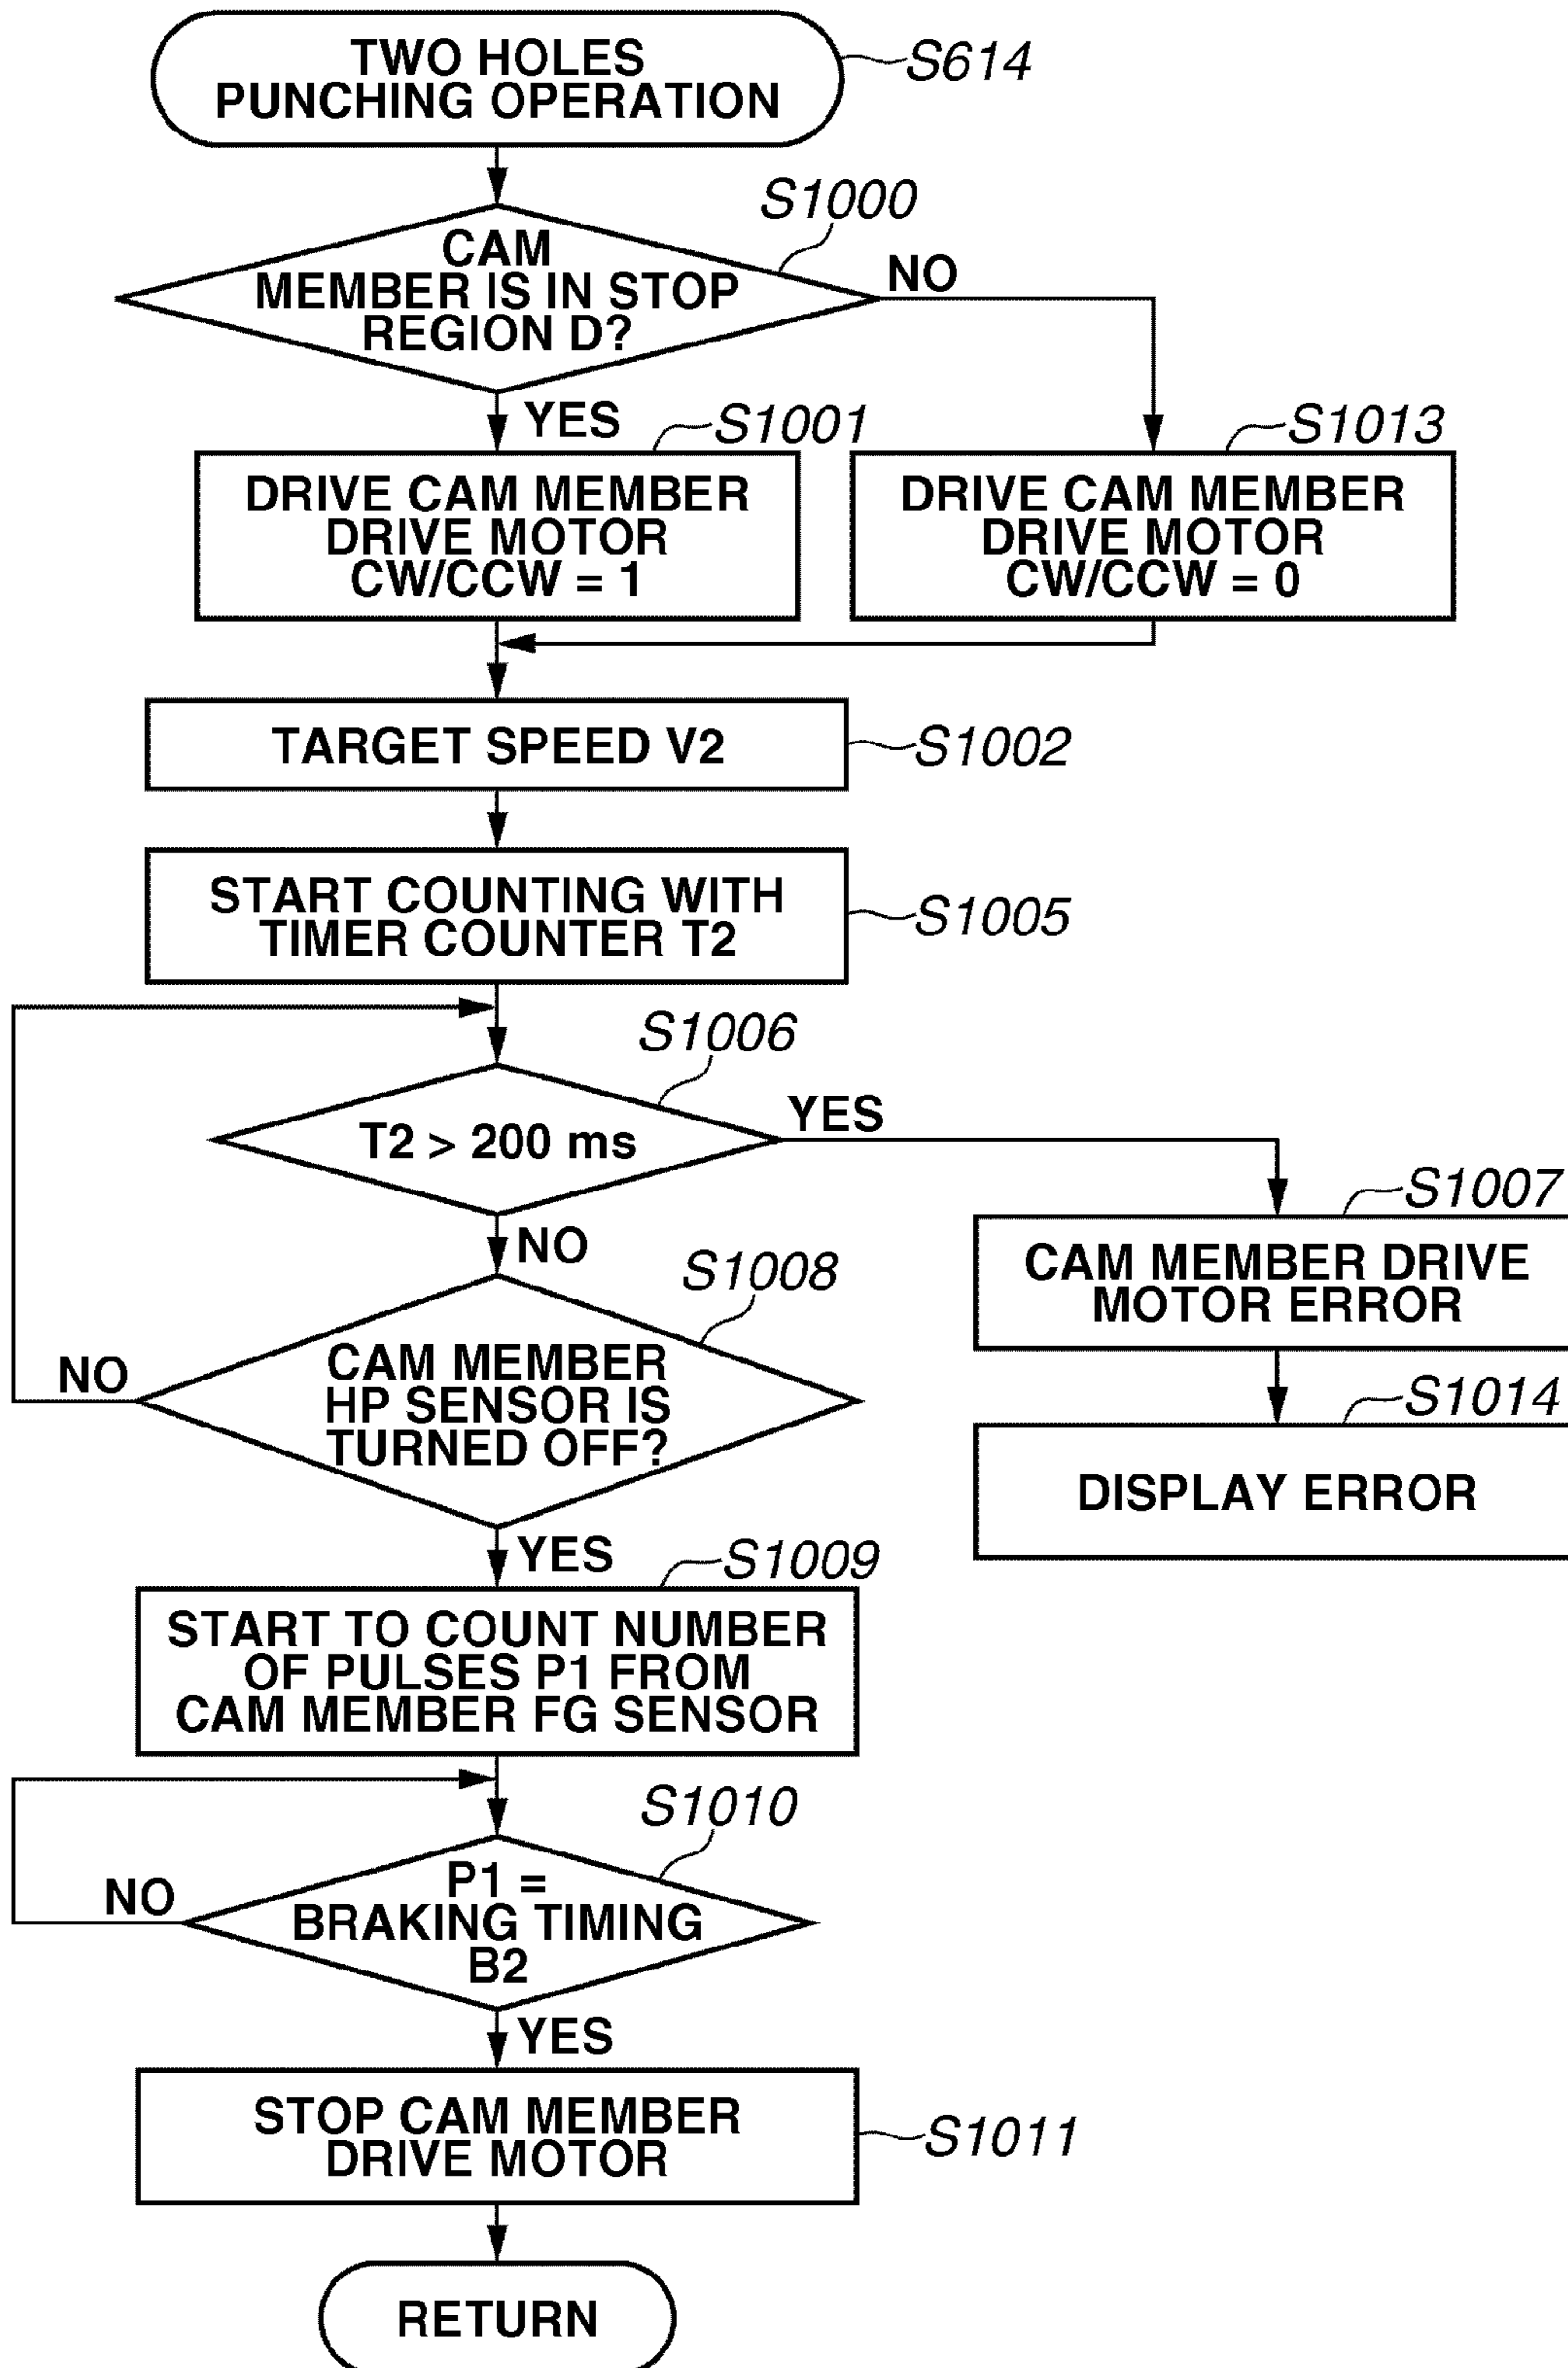 TWO HOLES
PUNCHING OPERATION
S614
S1000
CAM
MEMBER IS IN STOP
REGION D?
NO
YES
S1001
S1013
DRIVE CAM MEMBER
DRIVE MOTOR
CW/CCW = 1
DRIVE CAM MEMBER
DRIVE MOTOR
CW/CCW = 0
TARGET SPEED V2
S1002
START COUNTING WITH
TIMER COUNTER T2
S1005
S1006
T2 > 200 ms
YES
NO
S1007
CAM MEMBER DRIVE
MOTOR ERROR
S1008
CAM MEMBER
HP SENSOR IS
TURNED OFF?
NO
S1014
DISPLAY ERROR
YES
S1009
START TO COUNT NUMBER
OF PULSES P1 FROM
CAM MEMBER FG SENSOR
S1010
P1 =
BRAKING TIMING
B2
NO
YES
STOP CAM MEMBER
DRIVE MOTOR
S1011
RETURN